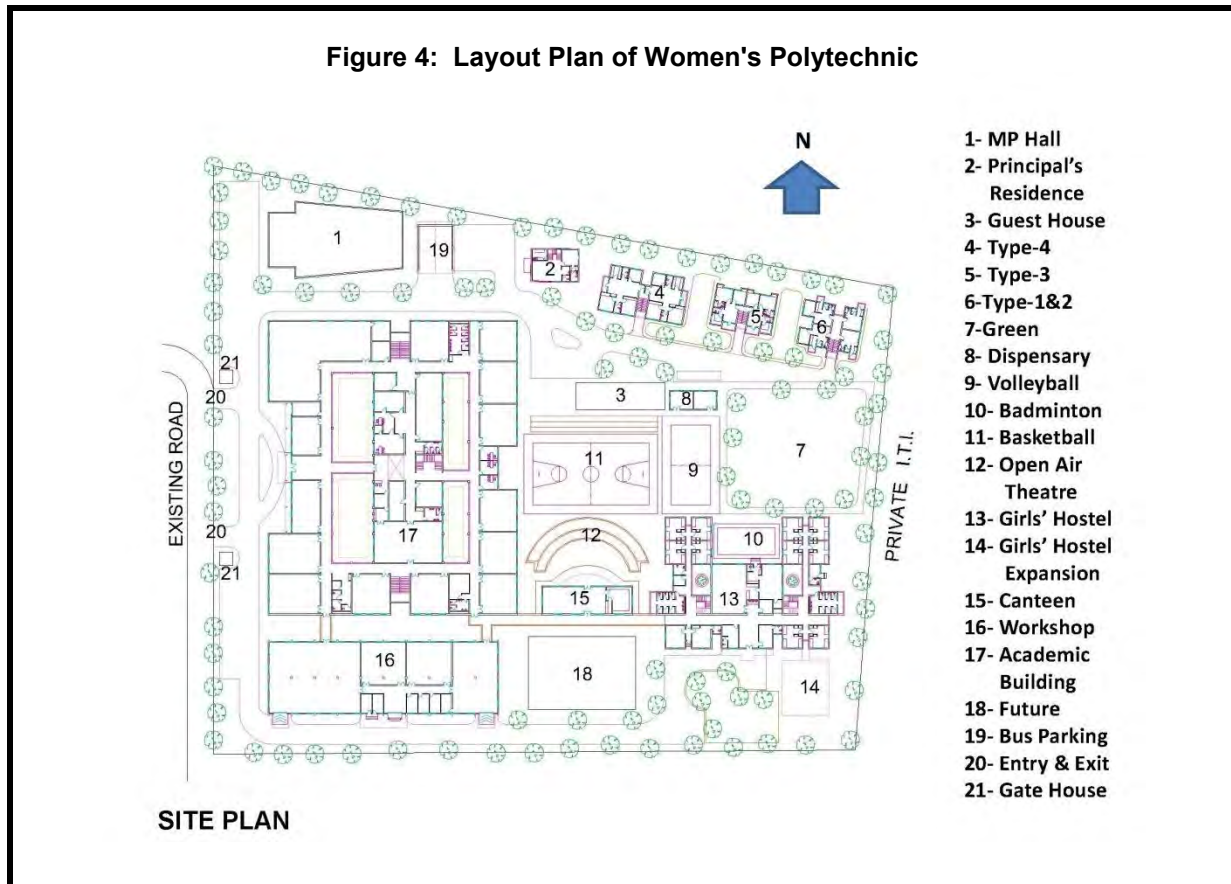 Figure 4: Layout Plan of Women's Polytechnic
N
1- MP Hall
2- Principal's
Residence
3- Guest House
4- Type-4
5- Type-3
6-Type-1&2
7-Green
8- Dispensary
9- Volleyball
10- Badminton
11- Basketball
12- Open Air
Theatre
13- Girls' Hostel
14- Girls' Hostel
Expansion
15- Canteen
16- Workshop
17- Academic
Building
18- Future
19- Bus Parking
20- Entry & Exit
21- Gate House
1
19
2
4
5
6
21
20
3
8
7
11
9
EXISTING ROAD
PRIVATE I.T.I.
20
17
12
10
21
15
13
16
18
14
SITE PLAN